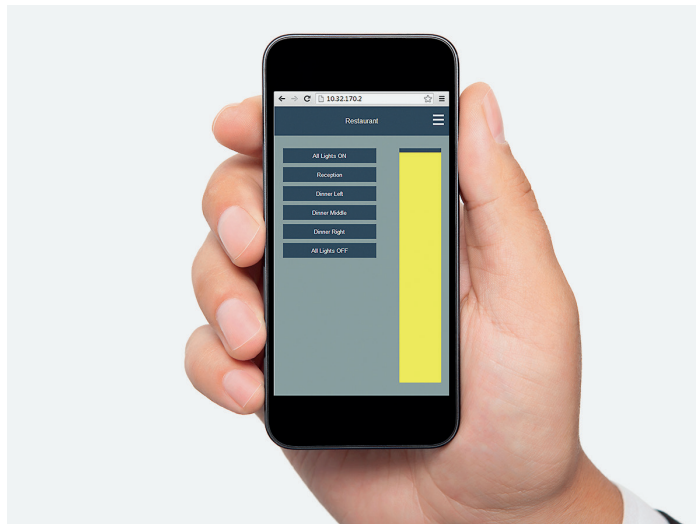 10.32.170.2
Restaurant
All Lights ON
Reception
Dinner Left
Dinner Middle
Dinner Right
All Lights OFF